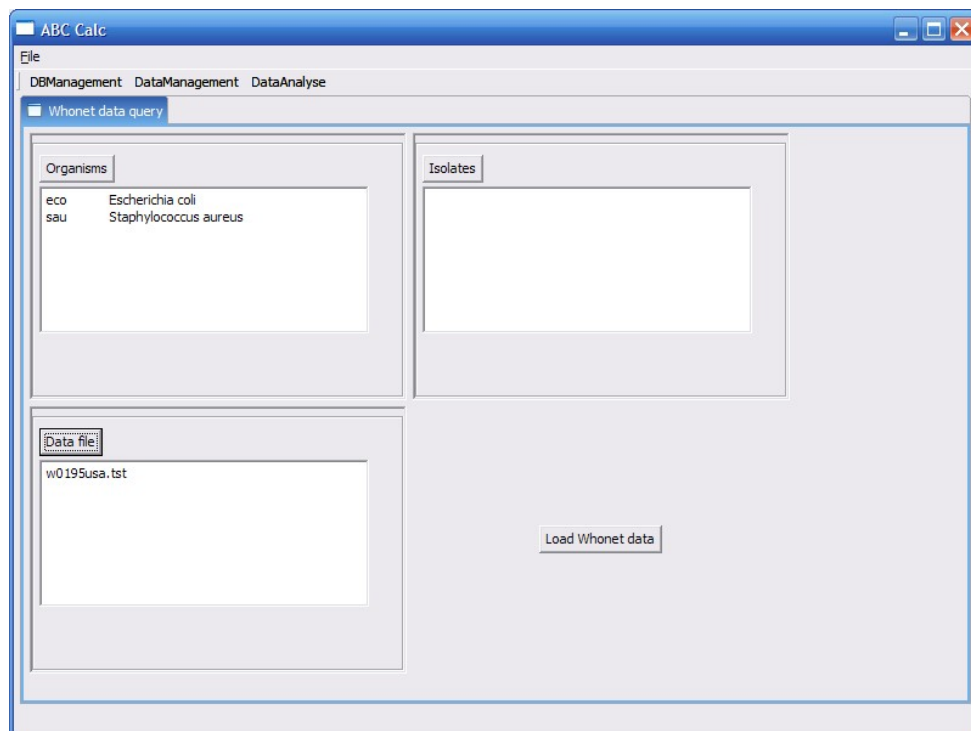 ABC Calc
File
DBManagement DataManagement DataAnalyse
Whonet data query
Organisms
eco Escherichia coli
sau Staphylococcus aureus
Isolates
Data file
w0195usa.tst
Load Whonet data